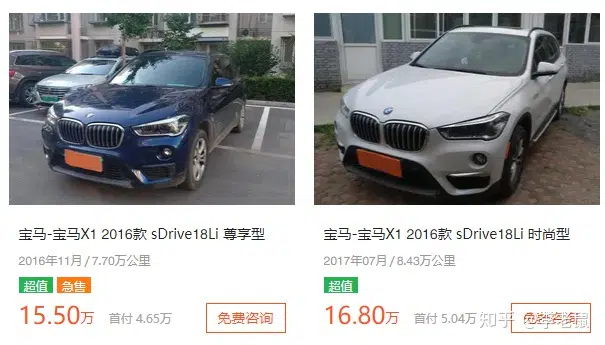 宝马-宝马X1 2016款 sDrive18Li 尊享型
2016年11月 / 7.70万公里
超值 急售
15.50万 首付 4.65万 免费咨询
宝马-宝马X1 2016款 sDrive18Li 时尚型
2017年07月 / 8.43万公里
超值
16.80万 首付 5.04万 免费咨询
知乎